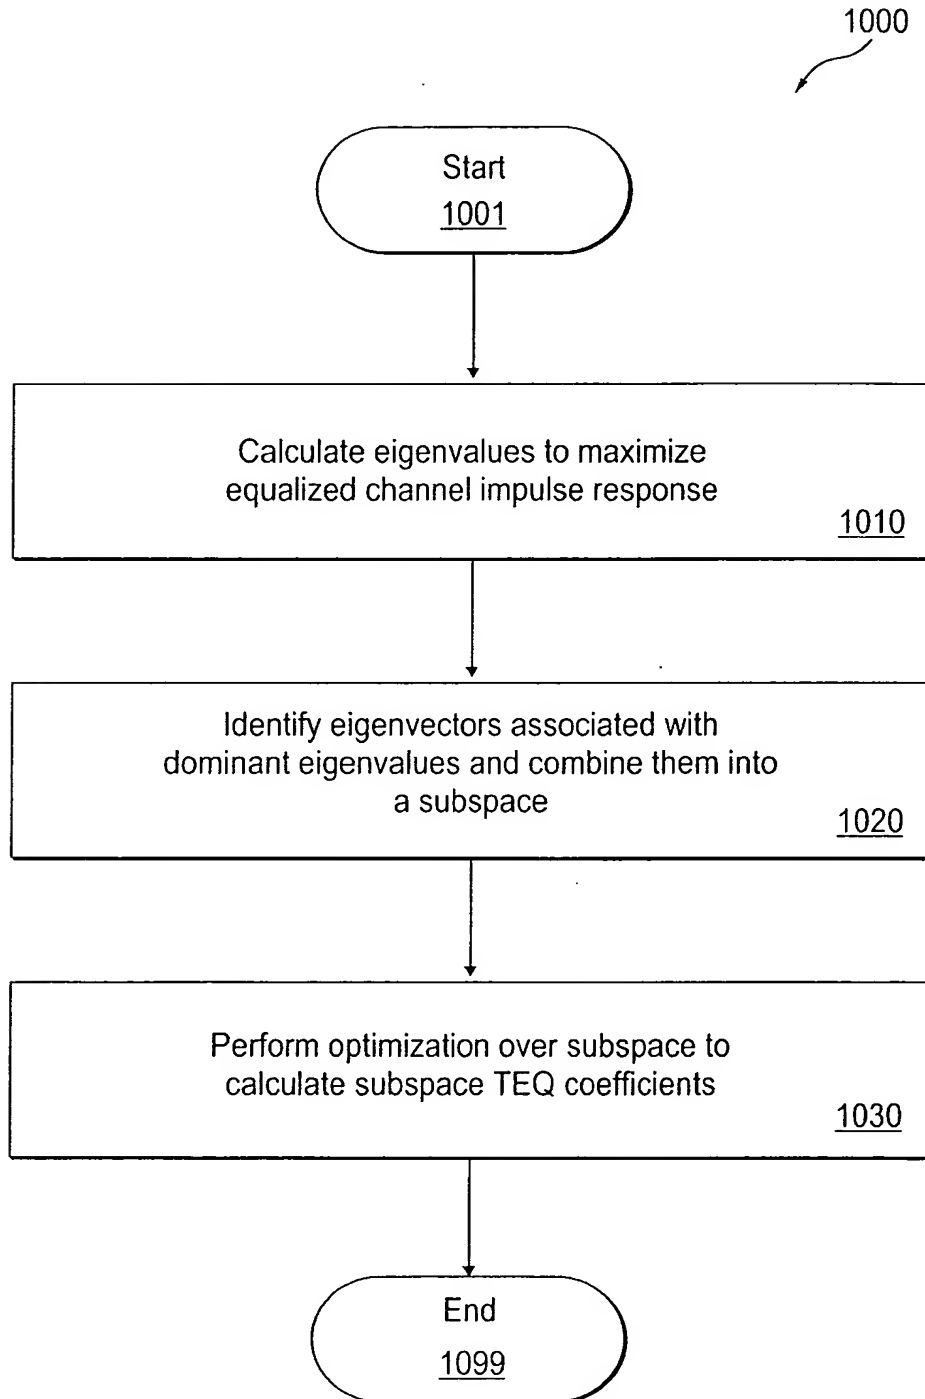 1000
Start
1001
Calculate eigenvalues to maximize
equalized channel impulse response
1010
Identify eigenvectors associated with
dominant eigenvalues and combine them into
a subspace
1020
Perform optimization over subspace to
calculate subspace TEQ coefficients
1030
End
1099